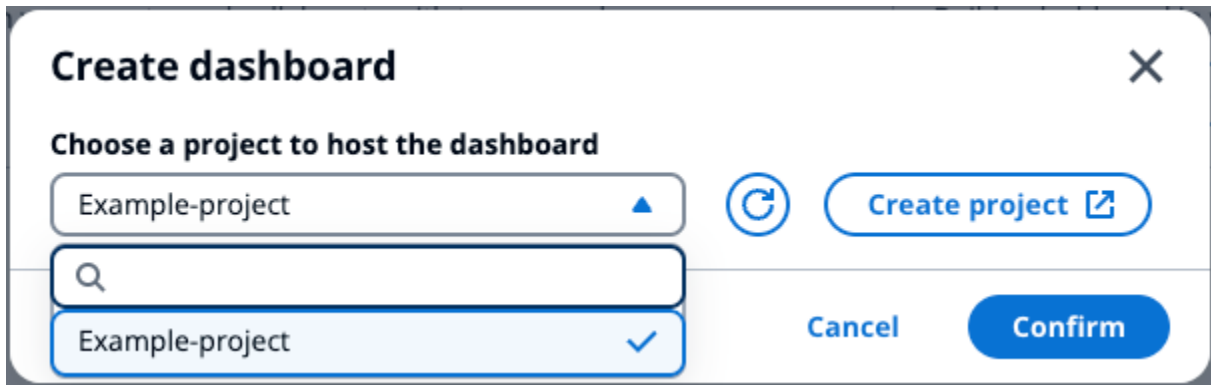 Create dashboard
Choose a project to host the dashboard
Example-project
Create project
Example-project
Cancel
Confirm